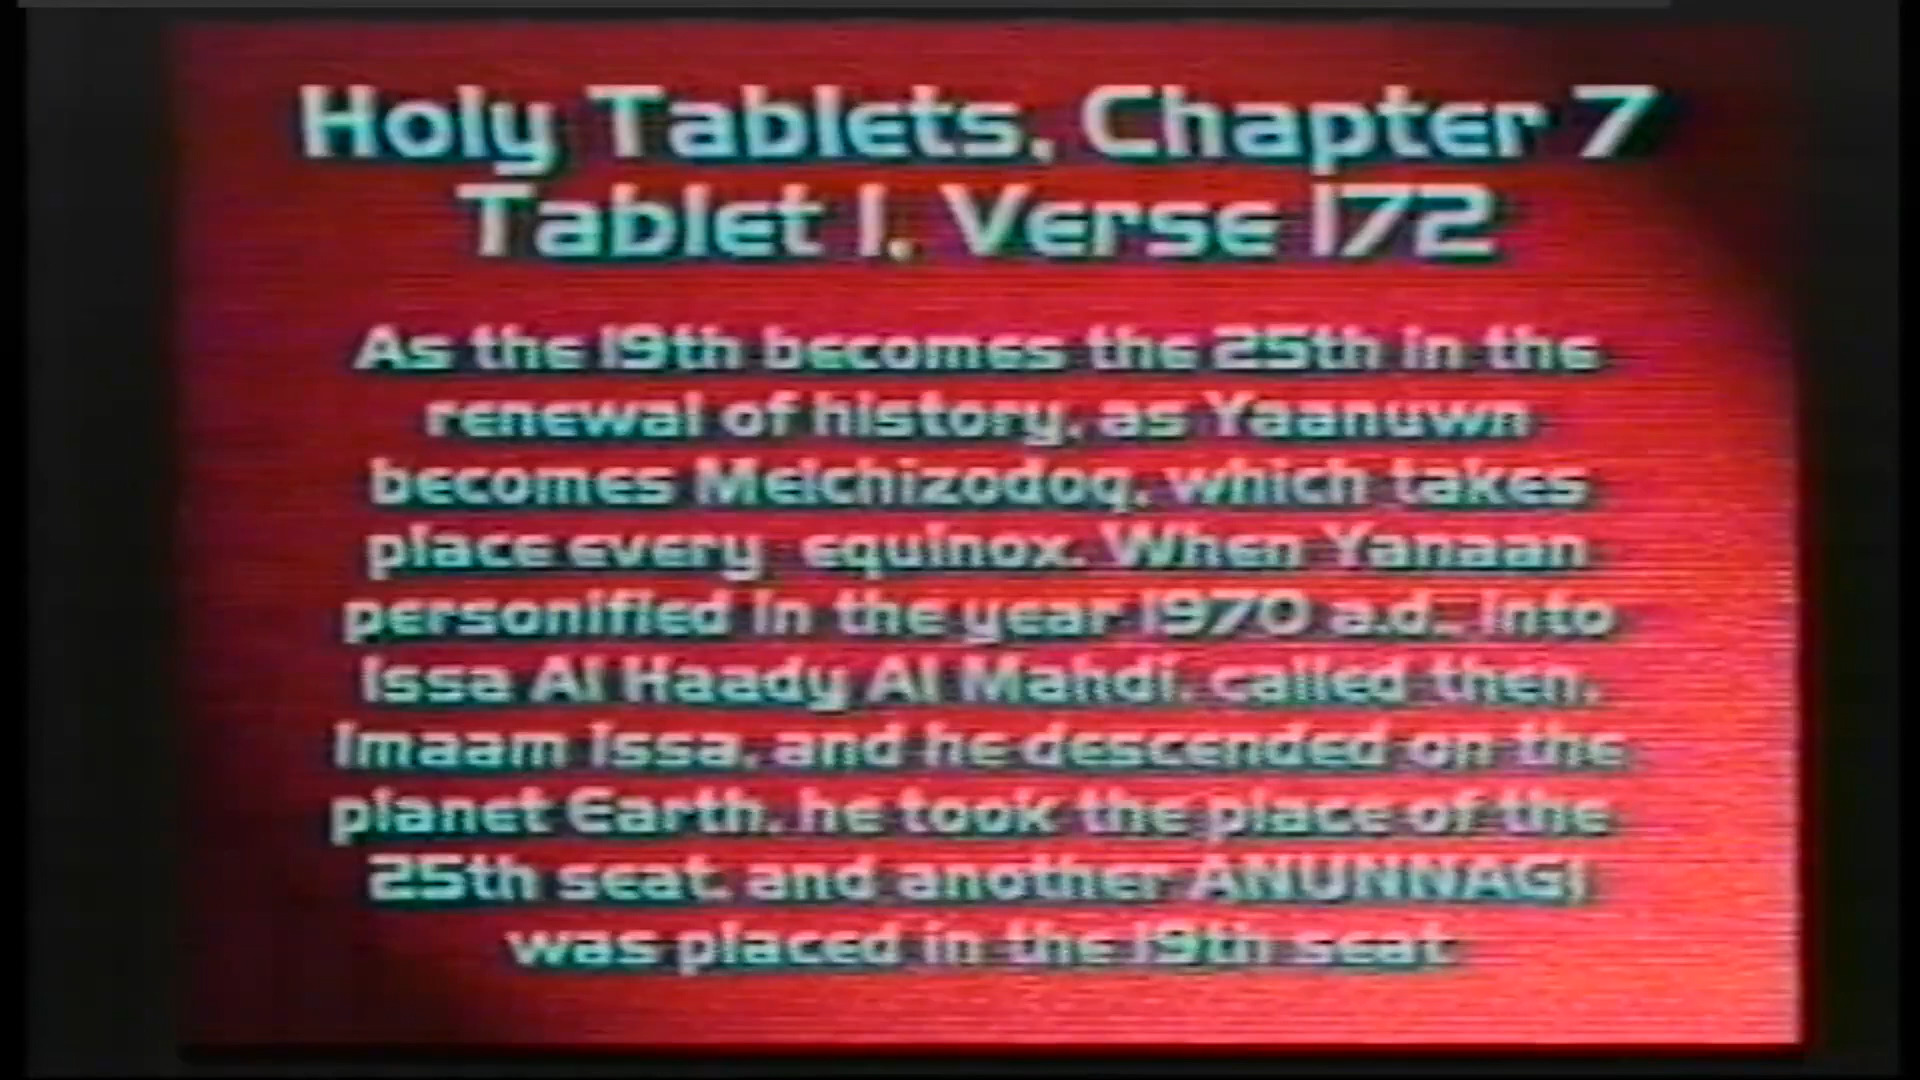 Holy Tablets, Chapter 7
Tablet 1, Verse 172
As the 19th becomes the 25th in the
renewal of history, as Yaanuwn
becomes Melchizodoq, which takes
place every equinox. When Yanaan
personified in the year 1970 a.d., into
Issa Al Haady Al Mahdi, called then,
Imaam Issa, and he descended on the
planet Earth, he took the place of the
25th seat, and another ANUNNAGI
was placed in the 19th seat